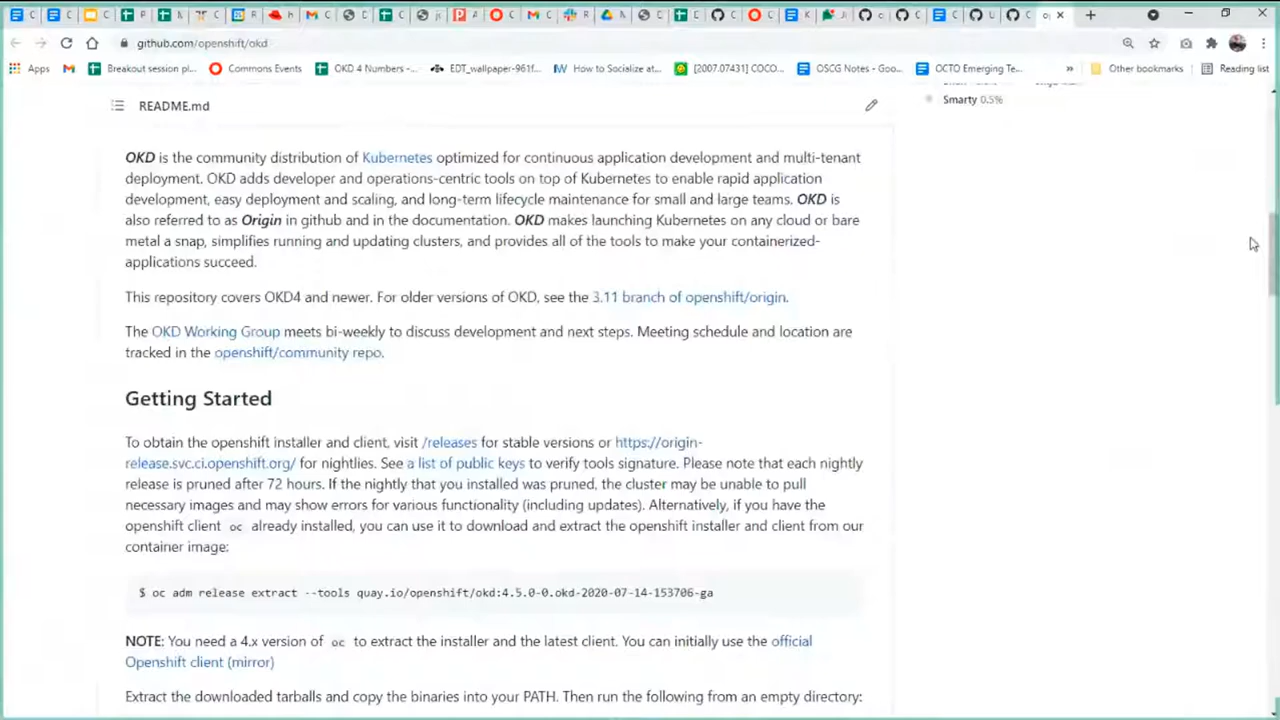 github.com/openshift/okd
Apps
Breakout session pl...
Commons Events
OKD 4 Numbers -...
EDT_wallpaper-961f...
How to Socialize at...
[2007.07431] COCO...
OSCG Notes - Goo...
OCTO Emerging Te...
»
Other bookmarks
Reading list
README.md
Smarty 0.5%
OKD is the community distribution of Kubernetes optimized for continuous application development and multi-tenant
deployment. OKD adds developer and operations-centric tools on top of Kubernetes to enable rapid application
development, easy deployment and scaling, and long-term lifecycle maintenance for small and large teams. OKD is
also referred to as Origin in github and in the documentation. OKD makes launching Kubernetes on any cloud or bare
metal a snap, simplifies running and updating clusters, and provides all of the tools to make your containerized-
applications succeed.
This repository covers OKD4 and newer. For older versions of OKD, see the 3.11 branch of openshift/origin.
The OKD Working Group meets bi-weekly to discuss development and next steps. Meeting schedule and location are
tracked in the openshift/community repo.
Getting Started
To obtain the openshift installer and client, visit /releases for stable versions or https://origin-
release.svc.ci.openshift.org/ for nightlies. See a list of public keys to verify tools signature. Please note that each nightly
release is pruned after 72 hours. If the nightly that you installed was pruned, the cluster may be unable to pull
necessary images and may show errors for various functionality (including updates). Alternatively, if you have the
openshift client oc already installed, you can use it to download and extract the openshift installer and client from our
container image:
$ oc adm release extract --tools quay.io/openshift/okd:4.5.0-0.okd-2020-07-14-153706-ga
NOTE: You need a 4.x version of oc to extract the installer and the latest client. You can initially use the official
Openshift client (mirror)
Extract the downloaded tarballs and copy the binaries into your PATH. Then run the following from an empty directory: